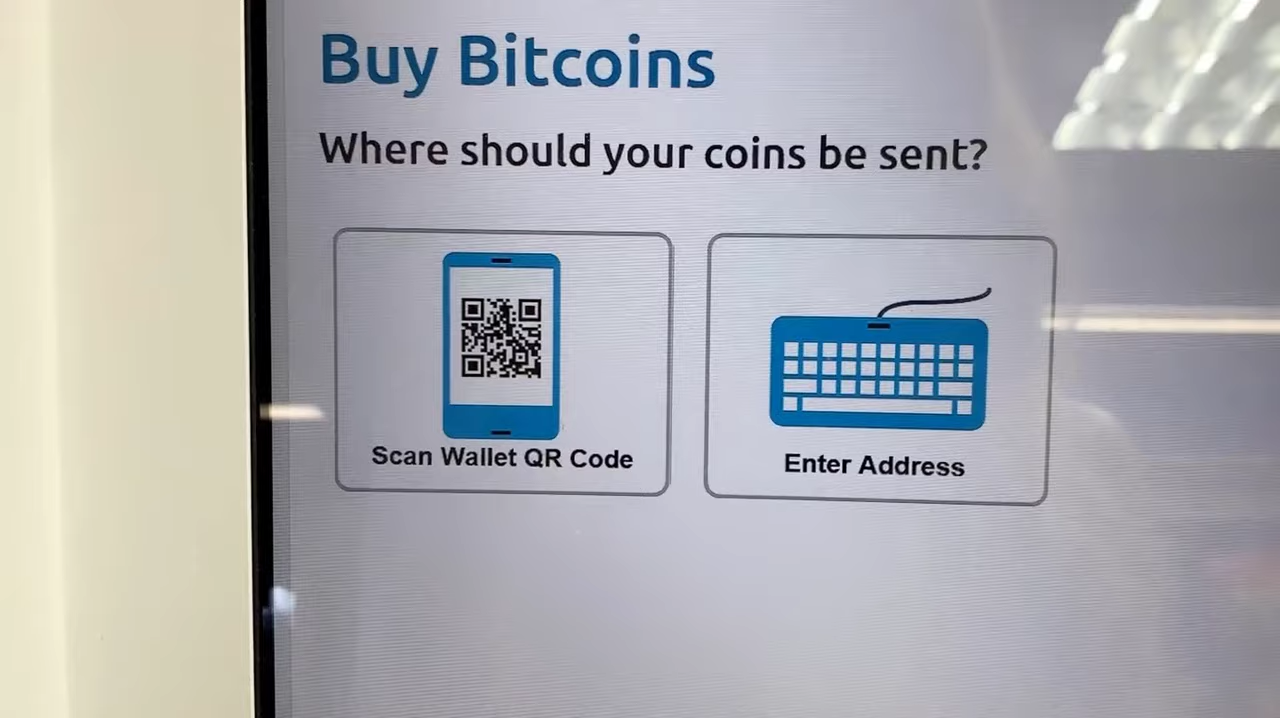 Buy Bitcoins
Where should your coins be sent?
Scan Wallet QR Code
Enter Address